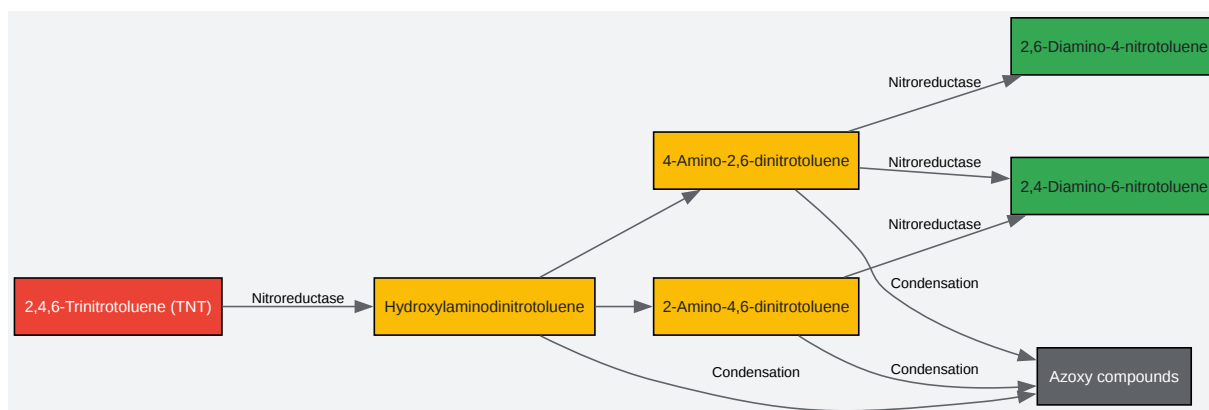 2,6-Diamino-4-nitrotoluene
Nitroreductase
4-Amino-2,6-dinitrotoluene
Nitroreductase
2,4-Diamino-6-nitrotoluene
Nitroreductase
2,4,6-Trinitrotoluene (TNT)
Nitroreductase
Hydroxylaminodinitrotoluene
2-Amino-4,6-dinitrotoluene
Condensation
Condensation
Condensation
Azoxy compounds